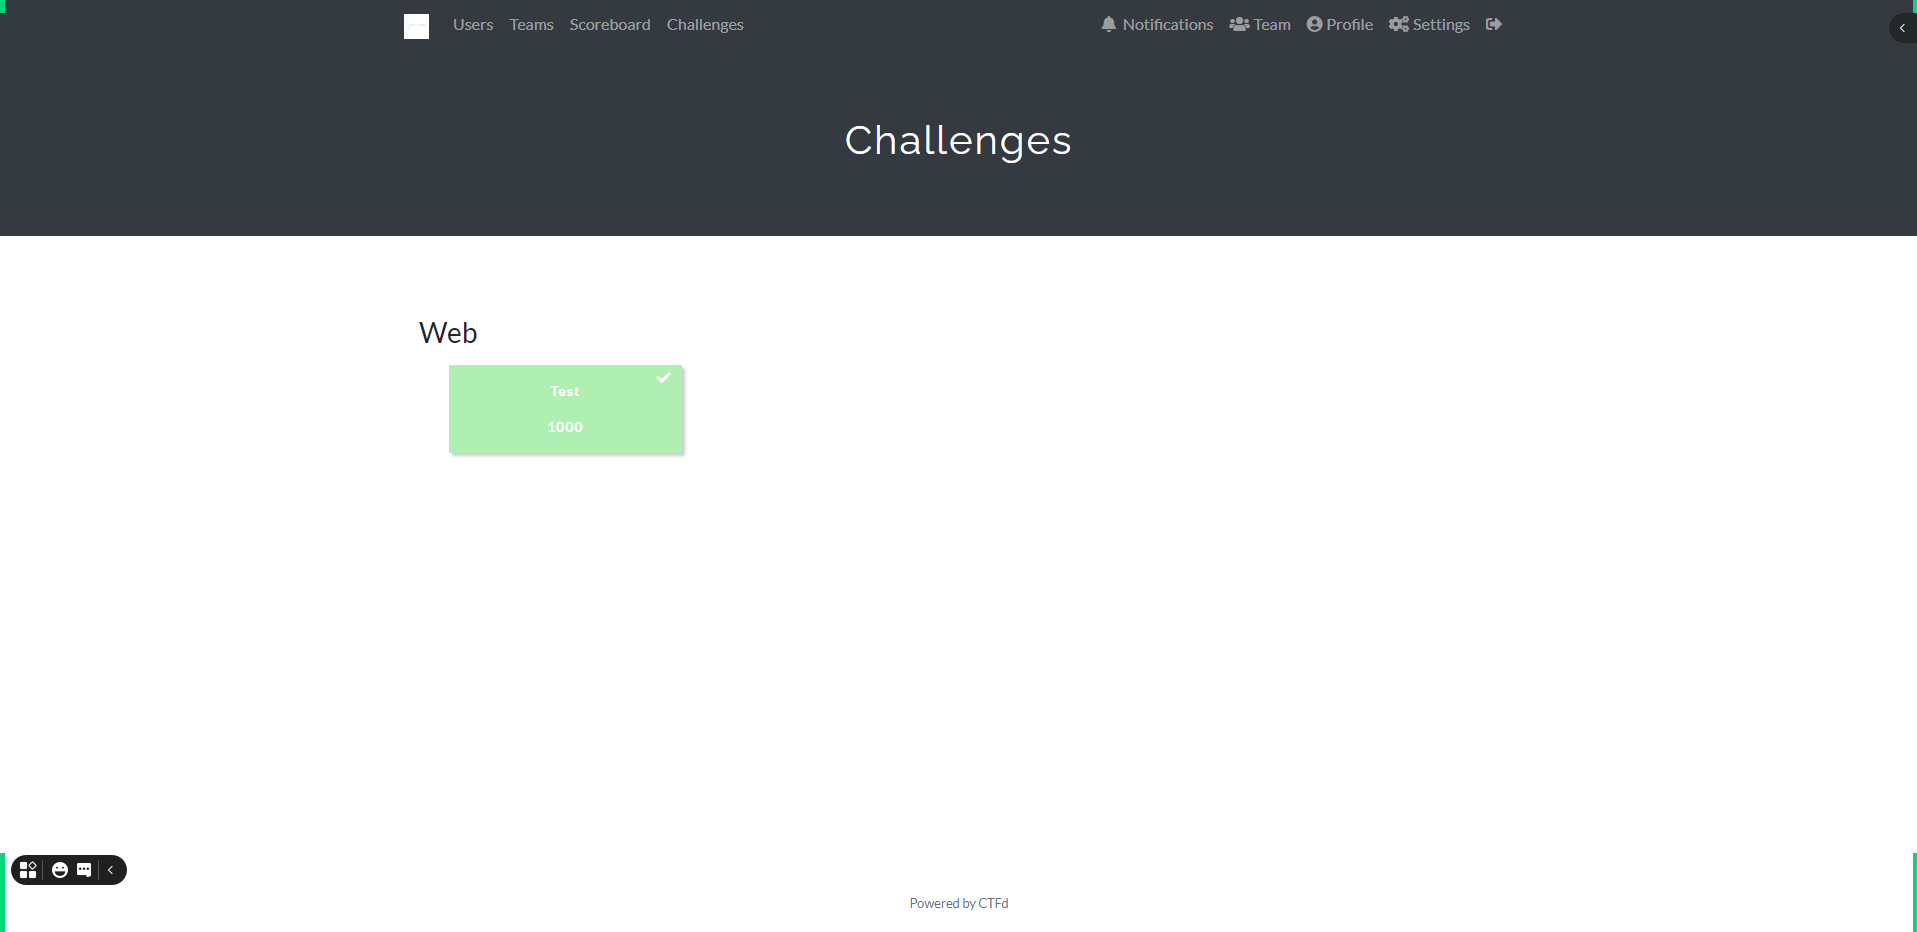 Users Teams Scoreboard Challenges Notifications Team Profile Settings
Challenges
Web
Test
1000
Powered by CTFd